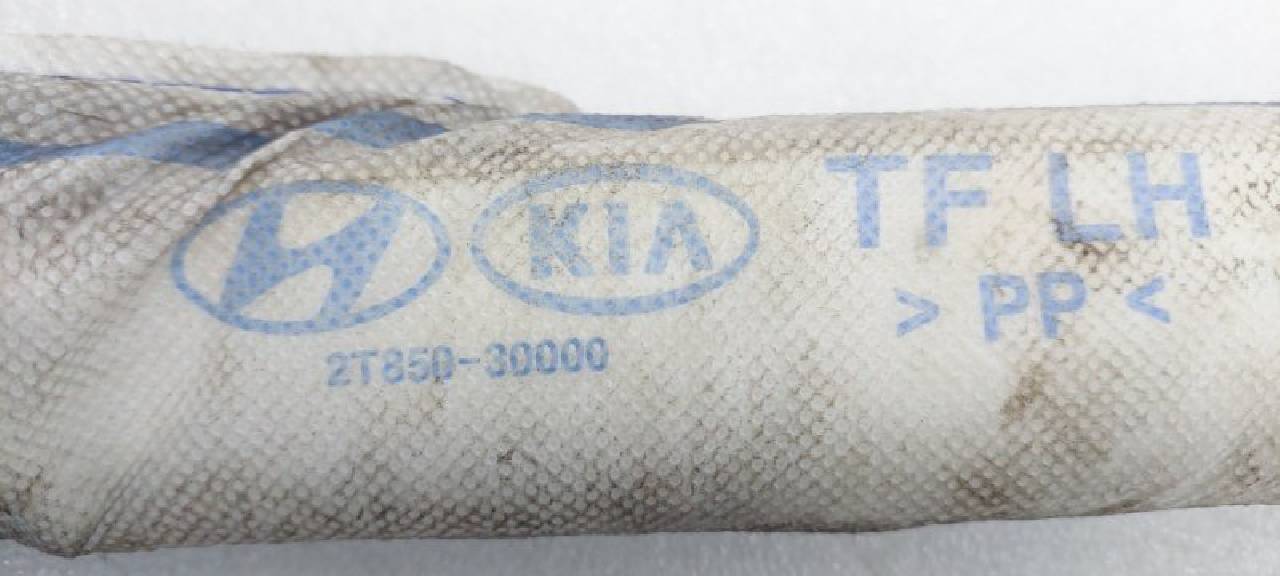 KIA
TF LH
> PP <
2T850-30000